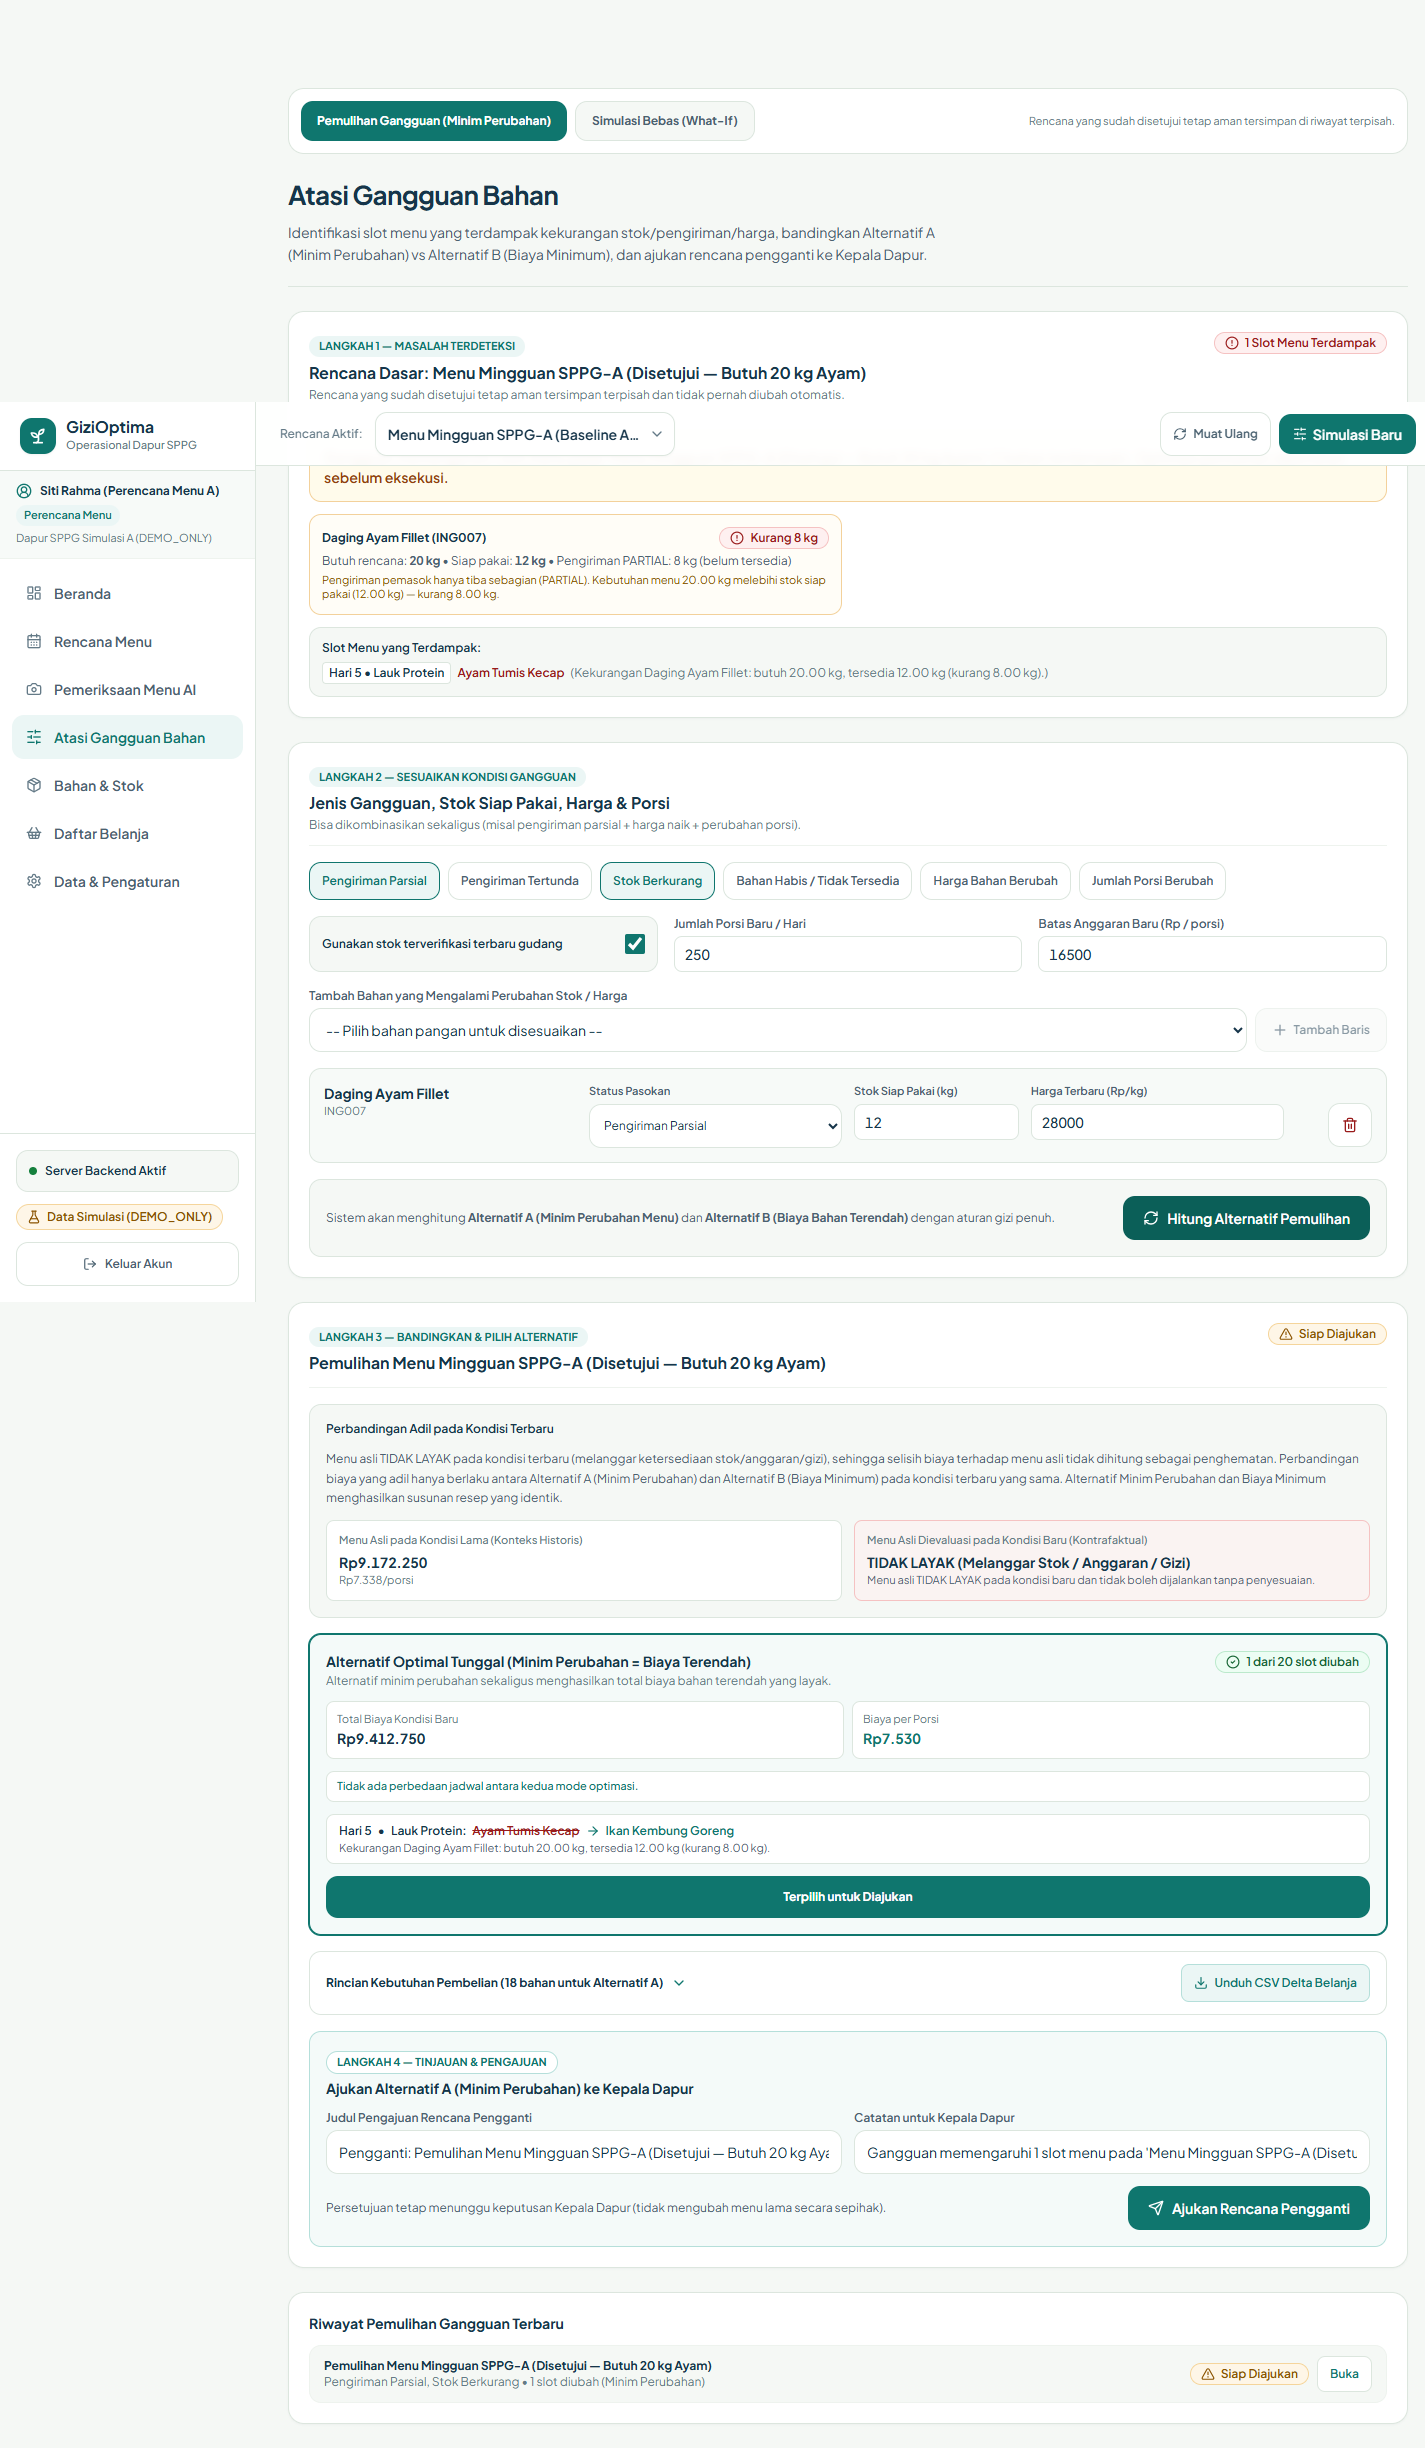 Pemulihan Gangguan (Minim Perubahan)
Simulasi Bebas (What-If)
Rencana yang sudah disetujui tetap aman tersimpan di riwayat terpisah.
Atasi Gangguan Bahan
Identifikasi slot menu yang terdampak kekurangan stok/pengiriman/harga, bandingkan Alternatif A
(Minim Perubahan) vs Alternatif B (Biaya Minimum), dan ajukan rencana pengganti ke Kepala Dapur.
LANGKAH 1 — MASALAH TERDETEKSI
1 Slot Menu Terdampak
Rencana Dasar: Menu Mingguan SPPG-A (Disetujui — Butuh 20 kg Ayam)
Rencana yang sudah disetujui tetap aman tersimpan terpisah dan tidak pernah diubah otomatis.
GiziOptima
Operasional Dapur SPPG
Rencana Aktif:
Menu Mingguan SPPG-A (Baseline A...
Muat Ulang
Simulasi Baru
Siti Rahma (Perencana Menu A)
Perencana Menu
Dapur SPPG Simulasi A (DEMO_ONLY)
Beranda
Rencana Menu
Pemeriksaan Menu AI
Atasi Gangguan Bahan
Bahan & Stok
Daftar Belanja
Data & Pengaturan
Server Backend Aktif
Data Simulasi (DEMO_ONLY)
Keluar Akun
sebelum eksekusi.
Daging Ayam Fillet (ING007)
Kurang 8 kg
Butuh rencana: 20 kg • Siap pakai: 12 kg • Pengiriman PARTIAL: 8 kg (belum tersedia)
Pengiriman pemasok hanya tiba sebagian (PARTIAL). Kebutuhan menu 20.00 kg melebihi stok siap
pakai (12.00 kg) — kurang 8.00 kg.
Slot Menu yang Terdampak:
Hari 5 • Lauk Protein Ayam Tumis Kecap (Kekurangan Daging Ayam Fillet: butuh 20.00 kg, tersedia 12.00 kg (kurang 8.00 kg).)
LANGKAH 2 — SESUAIKAN KONDISI GANGGUAN
Jenis Gangguan, Stok Siap Pakai, Harga & Porsi
Bisa dikombinasikan sekaligus (misal pengiriman parsial + harga naik + perubahan porsi).
Pengiriman Parsial
Pengiriman Tertunda
Stok Berkurang
Bahan Habis / Tidak Tersedia
Harga Bahan Berubah
Jumlah Porsi Berubah
Gunakan stok terverifikasi terbaru gudang
Jumlah Porsi Baru / Hari
250
Batas Anggaran Baru (Rp / porsi)
16500
Tambah Bahan yang Mengalami Perubahan Stok / Harga
-- Pilih bahan pangan untuk disesuaikan --
Tambah Baris
Daging Ayam Fillet
ING007
Status Pasokan
Pengiriman Parsial
Stok Siap Pakai (kg)
12
Harga Terbaru (Rp/kg)
28000
Sistem akan menghitung Alternatif A (Minim Perubahan Menu) dan Alternatif B (Biaya Bahan Terendah) dengan aturan gizi penuh.
Hitung Alternatif Pemulihan
LANGKAH 3 — BANDINGKAN & PILIH ALTERNATIF
Siap Diajukan
Pemulihan Menu Mingguan SPPG-A (Disetujui — Butuh 20 kg Ayam)
Perbandingan Adil pada Kondisi Terbaru
Menu asli TIDAK LAYAK pada kondisi terbaru (melanggar ketersediaan stok/anggaran/gizi), sehingga selisih biaya terhadap menu asli tidak dihitung sebagai penghematan. Perbandingan
biaya yang adil hanya berlaku antara Alternatif A (Minim Perubahan) dan Alternatif B (Biaya Minimum) pada kondisi terbaru yang sama. Alternatif Minim Perubahan dan Biaya Minimum
menghasilkan susunan resep yang identik.
Menu Asli pada Kondisi Lama (Konteks Historis)
Rp9.172.250
Rp7.338/porsi
Menu Asli Dievaluasi pada Kondisi Baru (Kontrafaktual)
TIDAK LAYAK (Melanggar Stok / Anggaran / Gizi)
Menu asli TIDAK LAYAK pada kondisi baru dan tidak boleh dijalankan tanpa penyesuaian.
Alternatif Optimal Tunggal (Minim Perubahan = Biaya Terendah)
1 dari 20 slot diubah
Alternatif minim perubahan sekaligus menghasilkan total biaya bahan terendah yang layak.
Total Biaya Kondisi Baru
Rp9.412.750
Biaya per Porsi
Rp7.530
Tidak ada perbedaan jadwal antara kedua mode optimasi.
Hari 5 • Lauk Protein: Ayam Tumis Kecap → Ikan Kembung Goreng
Kekurangan Daging Ayam Fillet: butuh 20.00 kg, tersedia 12.00 kg (kurang 8.00 kg).
Terpilih untuk Diajukan
Rincian Kebutuhan Pembelian (18 bahan untuk Alternatif A)
Unduh CSV Delta Belanja
LANGKAH 4 — TINJAUAN & PENGAJUAN
Ajukan Alternatif A (Minim Perubahan) ke Kepala Dapur
Judul Pengajuan Rencana Pengganti
Pengganti: Pemulihan Menu Mingguan SPPG-A (Disetujui — Butuh 20 kg Aya
Catatan untuk Kepala Dapur
Gangguan memengaruhi 1 slot menu pada 'Menu Mingguan SPPG-A (Disetu
Persetujuan tetap menunggu keputusan Kepala Dapur (tidak mengubah menu lama secara sepihak).
Ajukan Rencana Pengganti
Riwayat Pemulihan Gangguan Terbaru
Pemulihan Menu Mingguan SPPG-A (Disetujui — Butuh 20 kg Ayam)
Pengiriman Parsial, Stok Berkurang • 1 slot diubah (Minim Perubahan)
Siap Diajukan
Buka